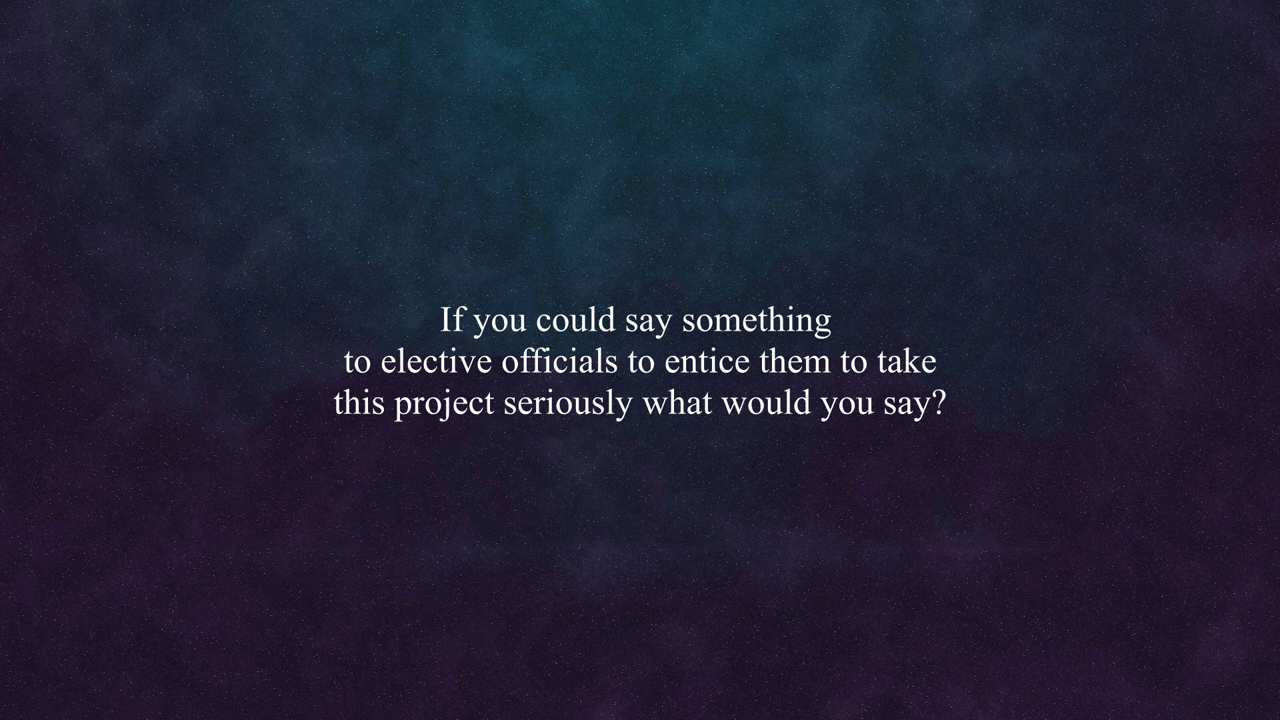 If you could say something
to elective officials to entice them to take
this project seriously what would you say?